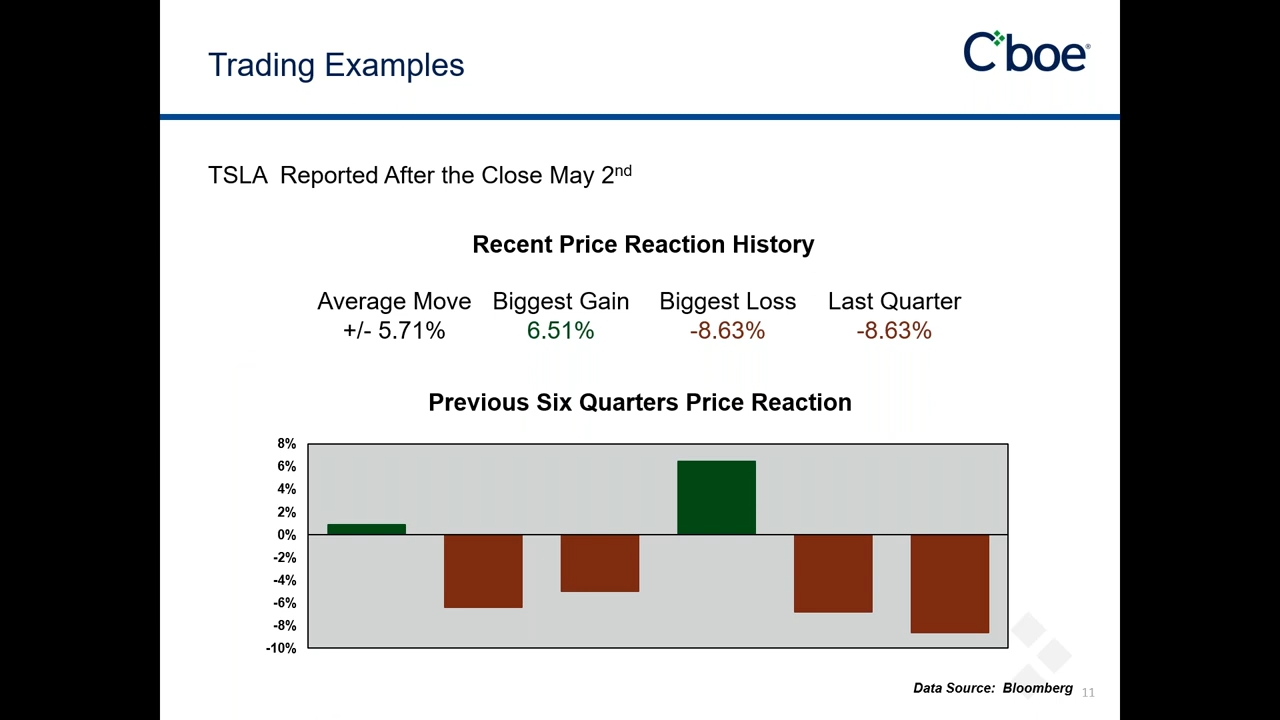 Trading Examples
Cboe®
TSLA Reported After the Close May 2nd
Recent Price Reaction History
Average Move Biggest Gain Biggest Loss Last Quarter
+/- 5.71% 6.51% -8.63% -8.63%
Previous Six Quarters Price Reaction
8%
6%
4%
2%
0%
-2%
-4%
-6%
-8%
-10%
Data Source: Bloomberg 11